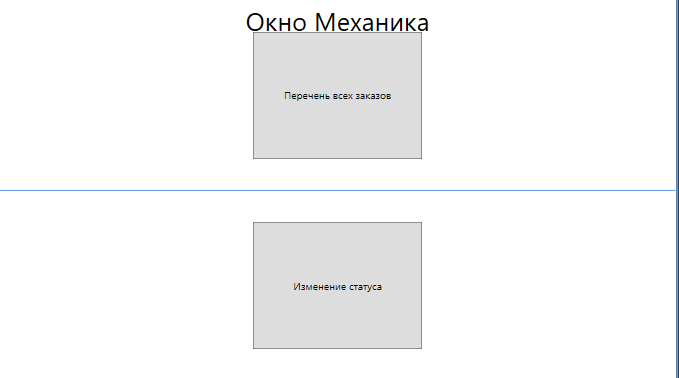 Окно Механика
Перечень всех заказов
Изменение статуса